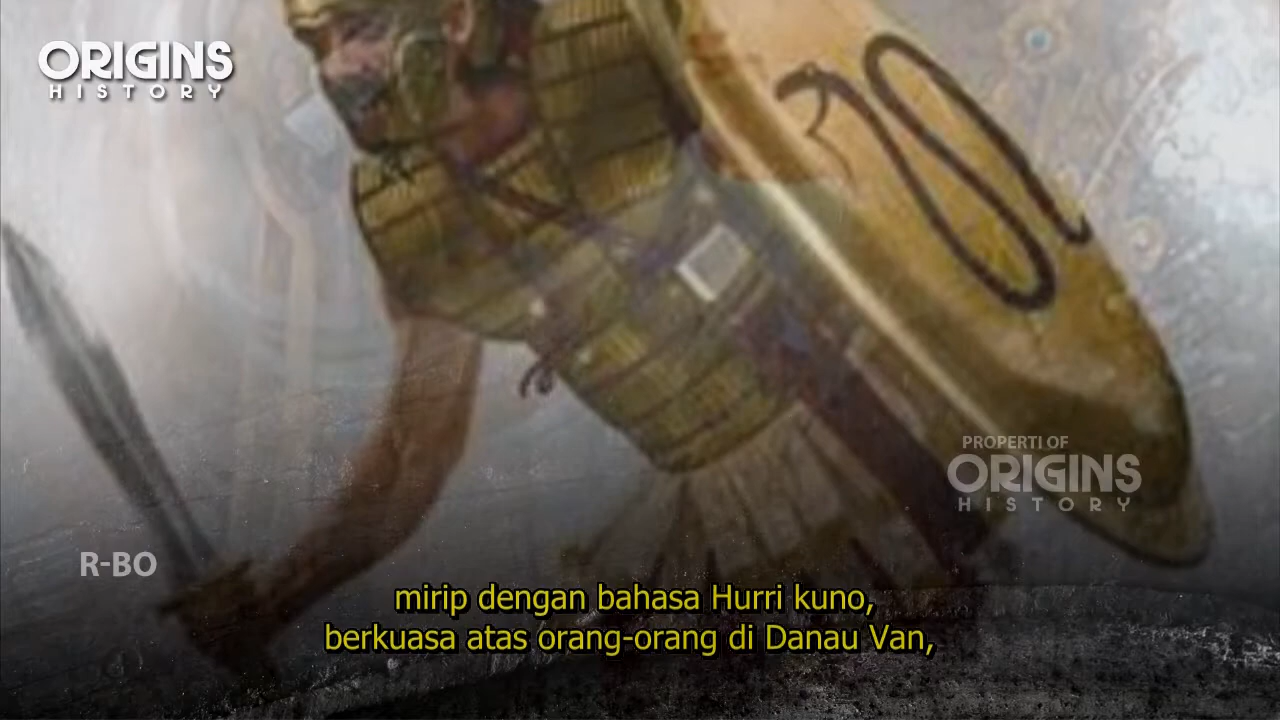 ORIGINS
HISTORY
PROPERTI OF
ORIGINS
HISTORY
R-BO
mirip dengan bahasa Hurri kuno,
berkuasa atas orang-orang di Danau Van,